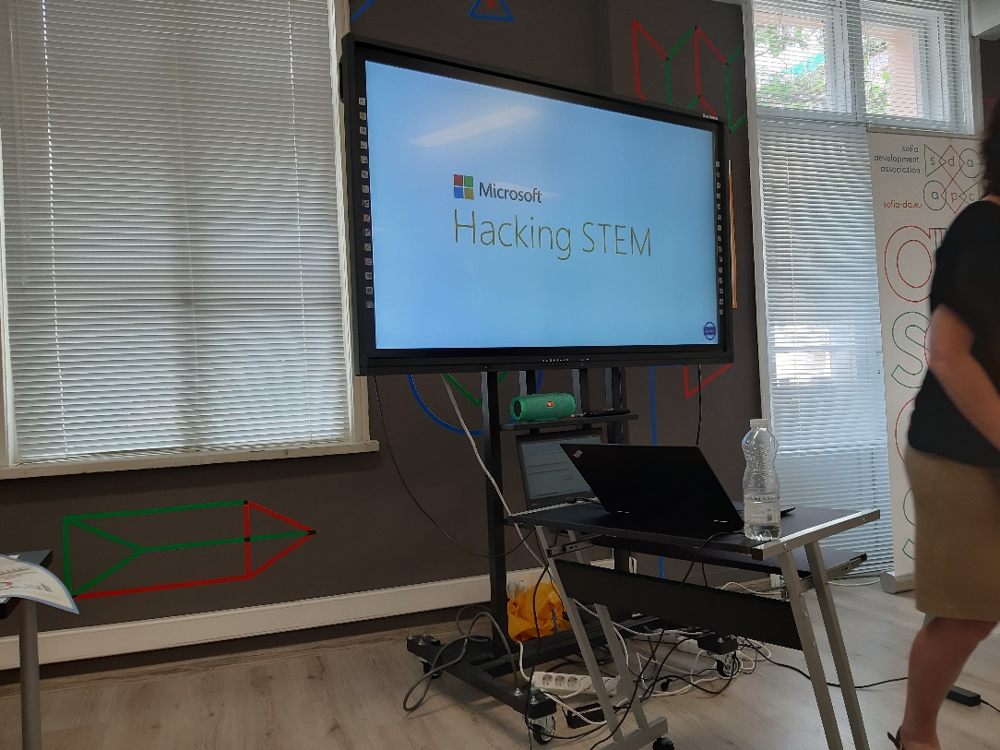 Microsoft
Hacking STEM
sofia
development
association
s d a
a p c
sofia-da.eu